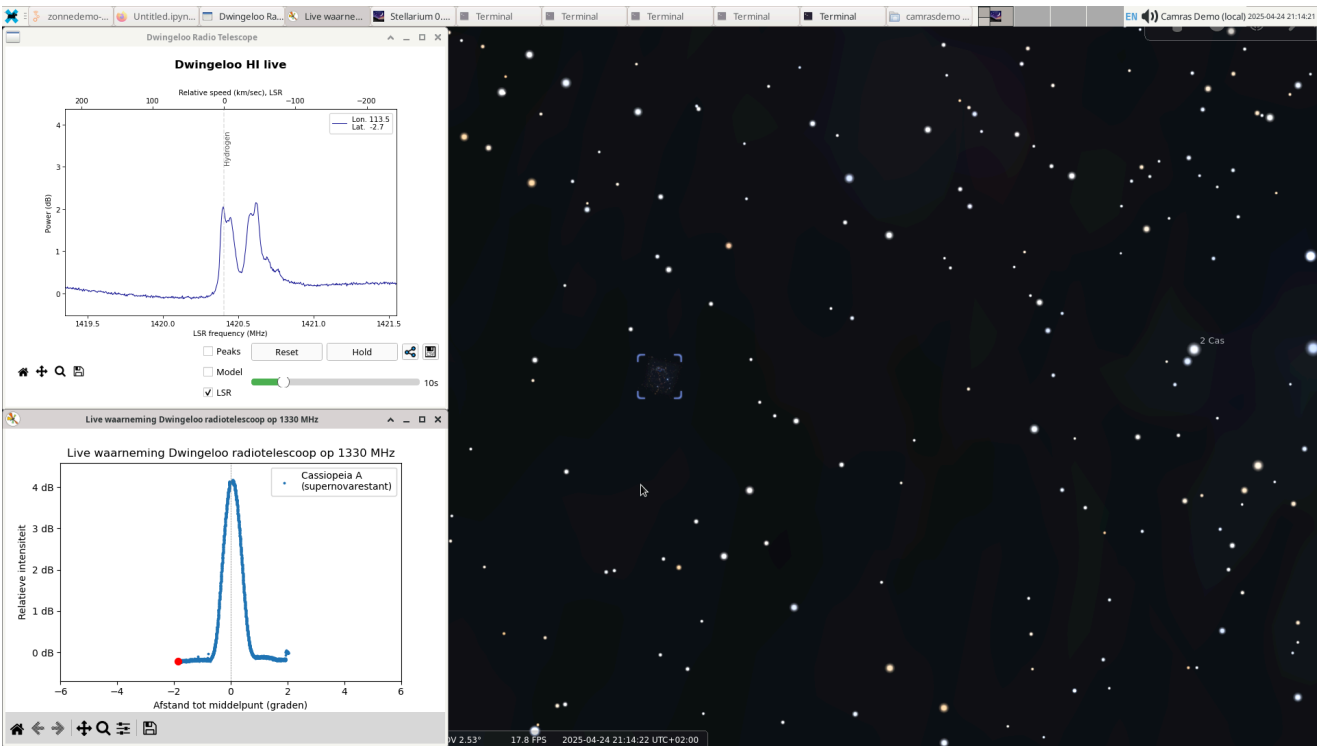 zonnedemo-...
Untitled.ipyn...
Dwingeloo Ra...
Live waarne...
Stellarium 0....
Terminal
Terminal
Terminal
Terminal
Terminal
camrasdemo ...
EN
Camras Demo (local) 2025-04-24 21:14:21
Dwingeloo Radio Telescope
Dwingeloo HI live
Relative speed (km/sec), LSR
200 100 0 −100 −200
Lon. 113.5
Lat. -2.7
Hydrogen
Power (dB)
4
3
2
1
0
1419.5 1420.0 1420.5 1421.0 1421.5
LSR frequency (MHz)
Peaks
Reset
Hold
Model
10s
LSR
Live waarneming Dwingeloo radiotelescoop op 1330 MHz
Live waarneming Dwingeloo radiotelescoop op 1330 MHz
Cassiopeia A
(supernovarestant)
Relatieve intensiteit
4 dB
3 dB
2 dB
1 dB
0 dB
−6 −4 −2 0 2 4 6
Afstand tot middelpunt (graden)
2 Cas
2.53°
17.8 FPS
2025-04-24 21:14:22 UTC+02:00